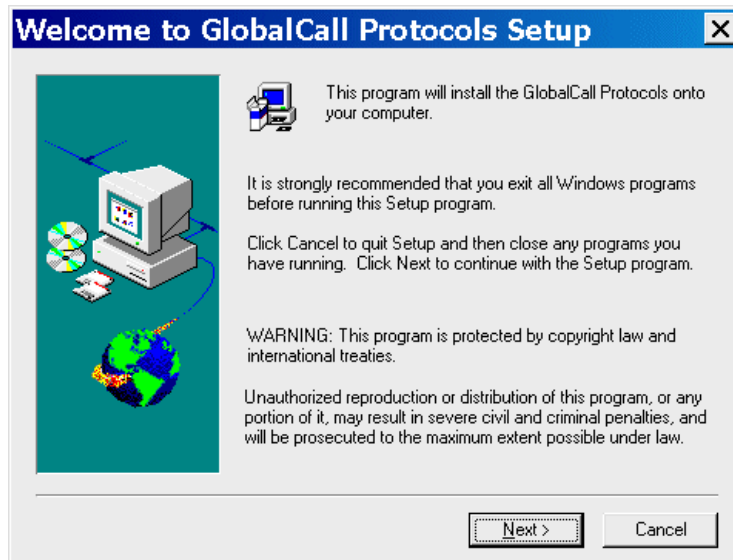 Welcome to GlobalCall Protocols Setup
This program will install the GlobalCall Protocols onto
your computer.
It is strongly recommended that you exit all Windows programs
before running this Setup program.
Click Cancel to quit Setup and then close any programs you
have running.  Click Next to continue with the Setup program.
WARNING: This program is protected by copyright law and
international treaties.
Unauthorized reproduction or distribution of this program, or any
portion of it, may result in severe civil and criminal penalties, and
will be prosecuted to the maximum extent possible under law.
Next > Cancel